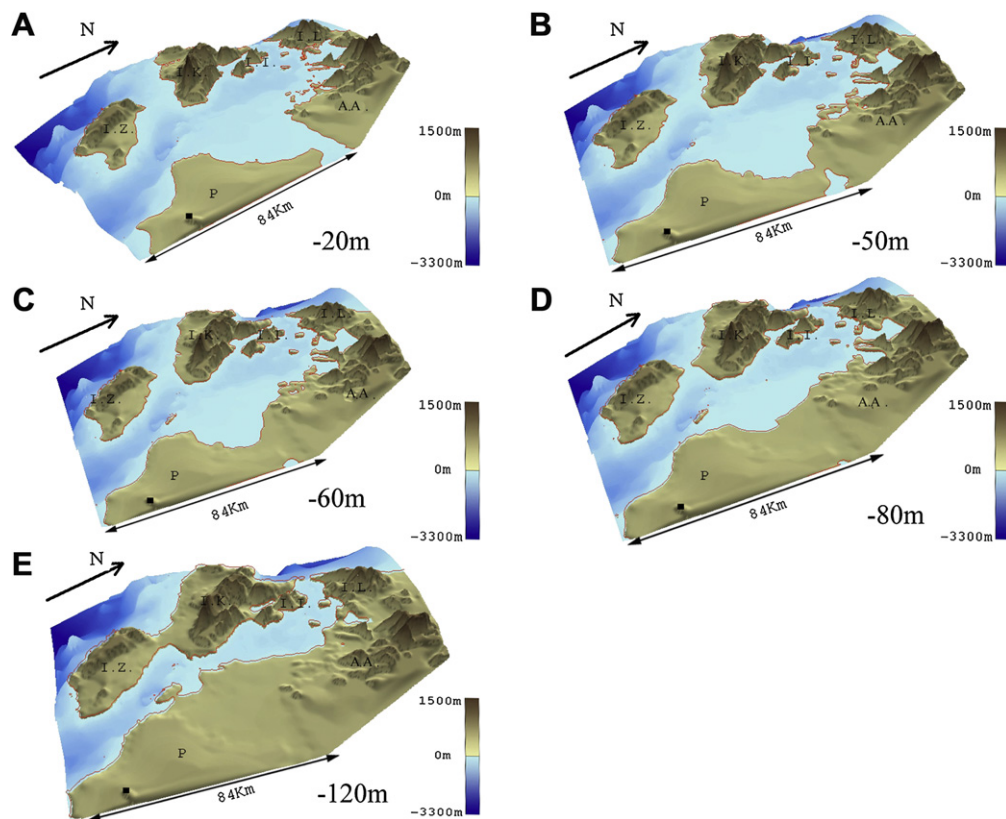 A
N
I.L.
I.K.
I.I.
A.A.
I.Z.
P
84Km
-20m
1500m
0m
-3300m
B
N
I.L.
I.K.
I.I.
A.A.
I.Z.
P
84Km
-50m
1500m
0m
-3300m
C
N
I.L.
I.K.
I.I.
A.A.
I.Z.
P
84Km
-60m
1500m
0m
-3300m
D
N
I.L.
I.K.
I.I.
A.A.
I.Z.
P
84Km
-80m
1500m
0m
-3300m
E
N
I.L.
I.K.
I.I.
A.A.
I.Z.
P
84Km
-120m
1500m
0m
-3300m